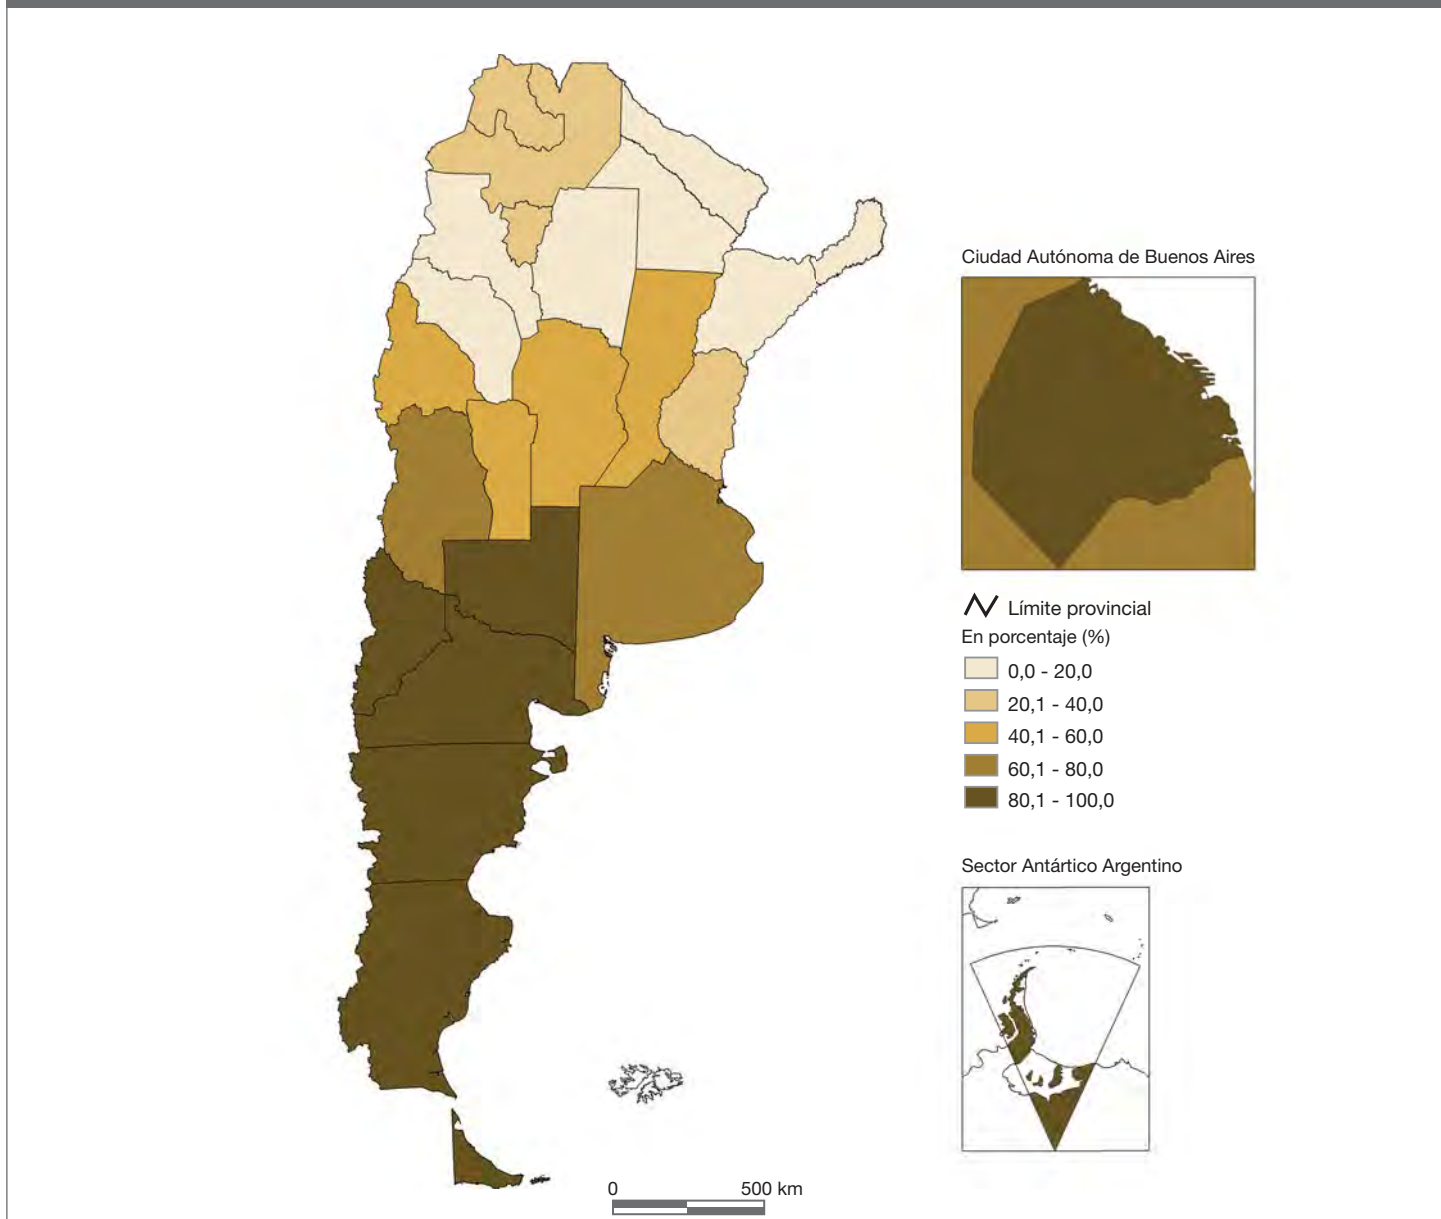 Ciudad Autónoma de Buenos Aires
Límite provincial
En porcentaje (%)
0,0 - 20,0
20,1 - 40,0
40,1 - 60,0
60,1 - 80,0
80,1 - 100,0
Sector Antártico Argentino
0 500 km